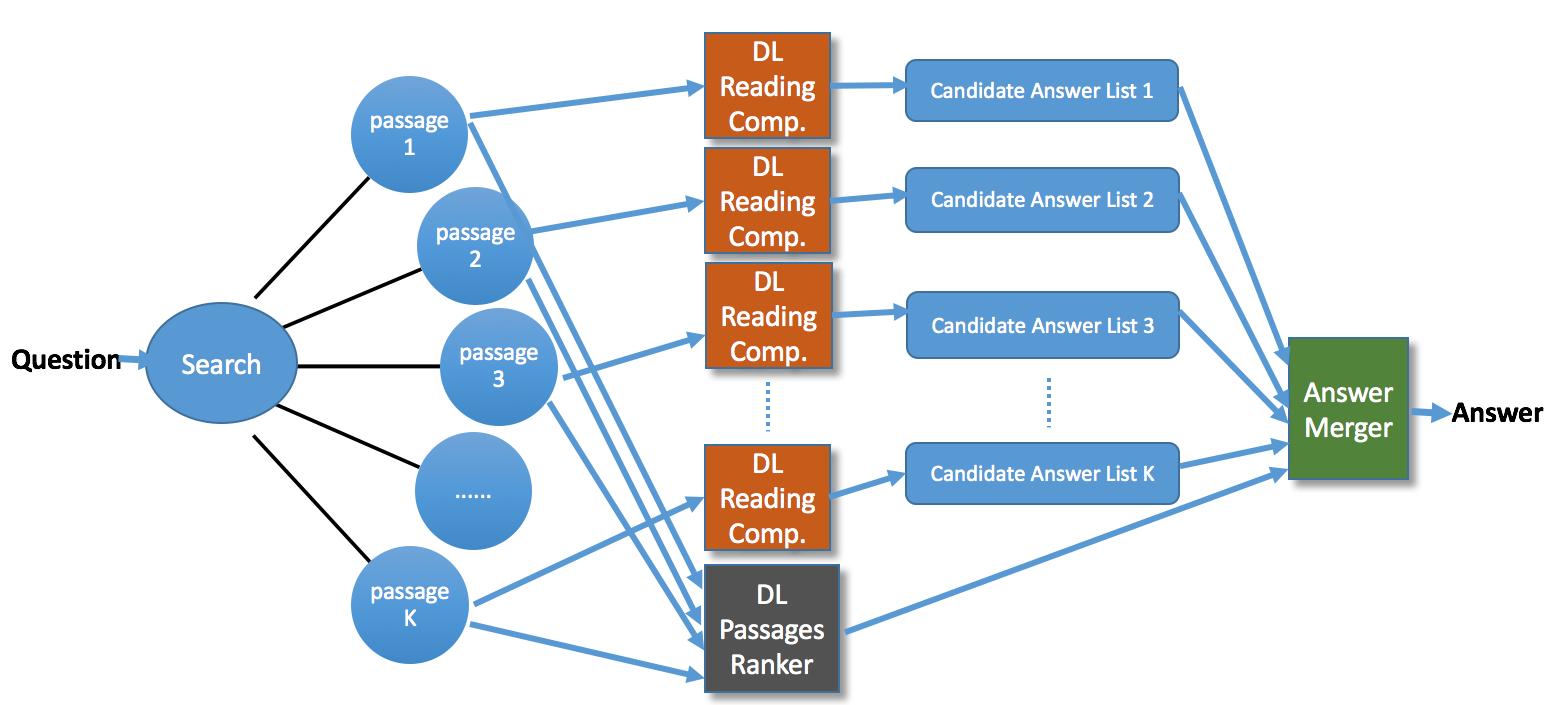 Question
Search
passage
1
passage
2
passage
3
......
passage
K
DL
Reading
Comp.
DL
Reading
Comp.
DL
Reading
Comp.
DL
Reading
Comp.
DL
Passages
Ranker
Candidate Answer List 1
Candidate Answer List 2
Candidate Answer List 3
Candidate Answer List K
Answer
Merger
Answer